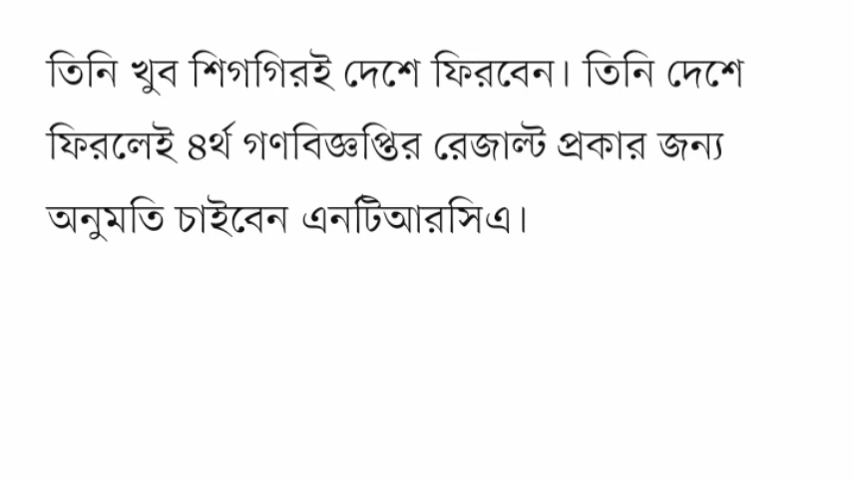 তিনি খুব শিগগিরই দেশে ফিরবেন। তিনি দেশে
ফিরলেই ৪র্থ গণবিজ্ঞপ্তির রেজাল্ট প্রকার জন্য
অনুমতি চাইবেন এনটিআরসিএ।